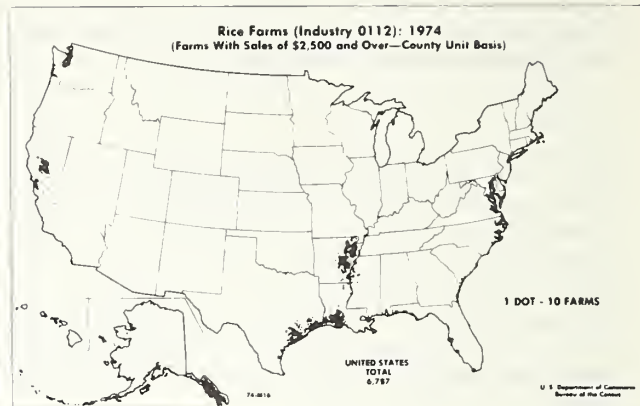 Rice Farms (Industry 0112): 1974
(Farms With Sales of $2,500 and Over—County Unit Basis)
1 DOT - 10 FARMS
UNITED STATES
TOTAL
6,787
U S Department of Commerce
Bureau of the Census